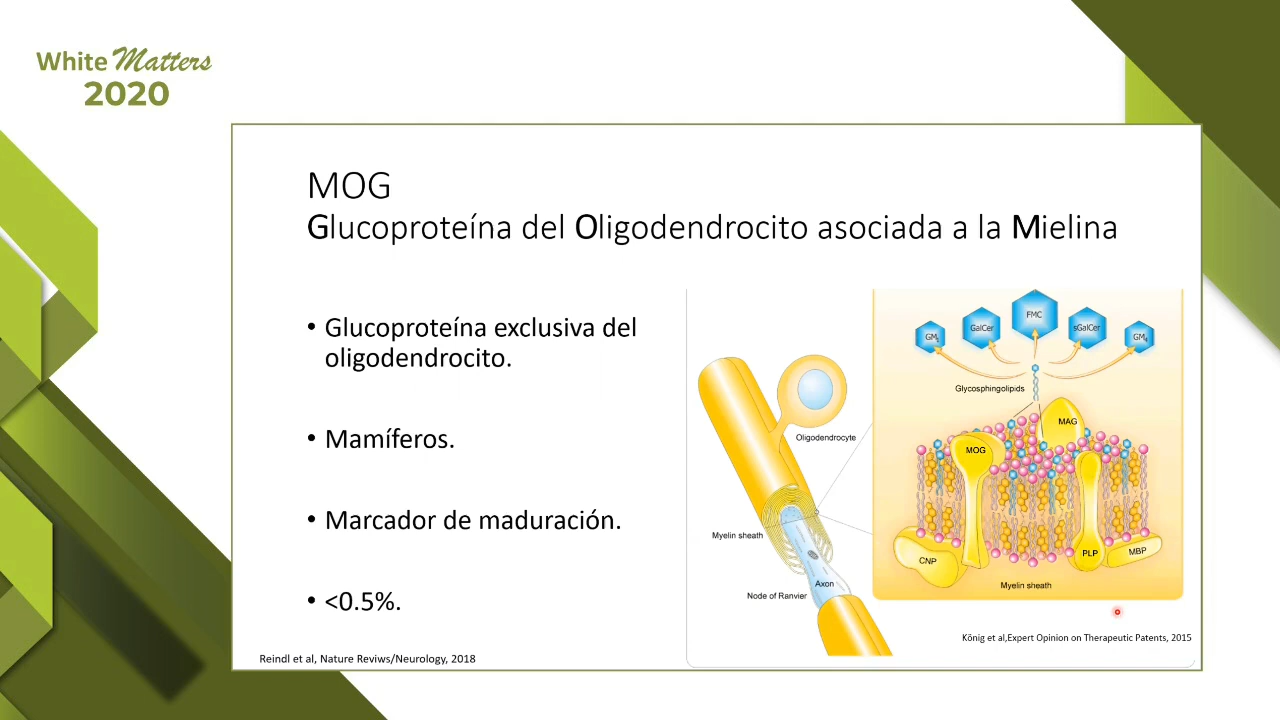 White Matters
2020
MOG
Glucoproteína del Oligodendrocito asociada a la Mielina
• Glucoproteína exclusiva del
oligodendrocito.
• Mamíferos.
• Marcador de maduración.
• <0.5%.
Reindl et al, Nature Reviws/Neurology, 2018
Oligodendrocyte
Myelin sheath
Axon
Node of Ranvier
FMC
GalCer
sGalCer
GM
GM4
Glycosphingolipids
MAG
MOG
CNP
PLP
MBP
Myelin sheath
König et al,Expert Opinion on Therapeutic Patents, 2015